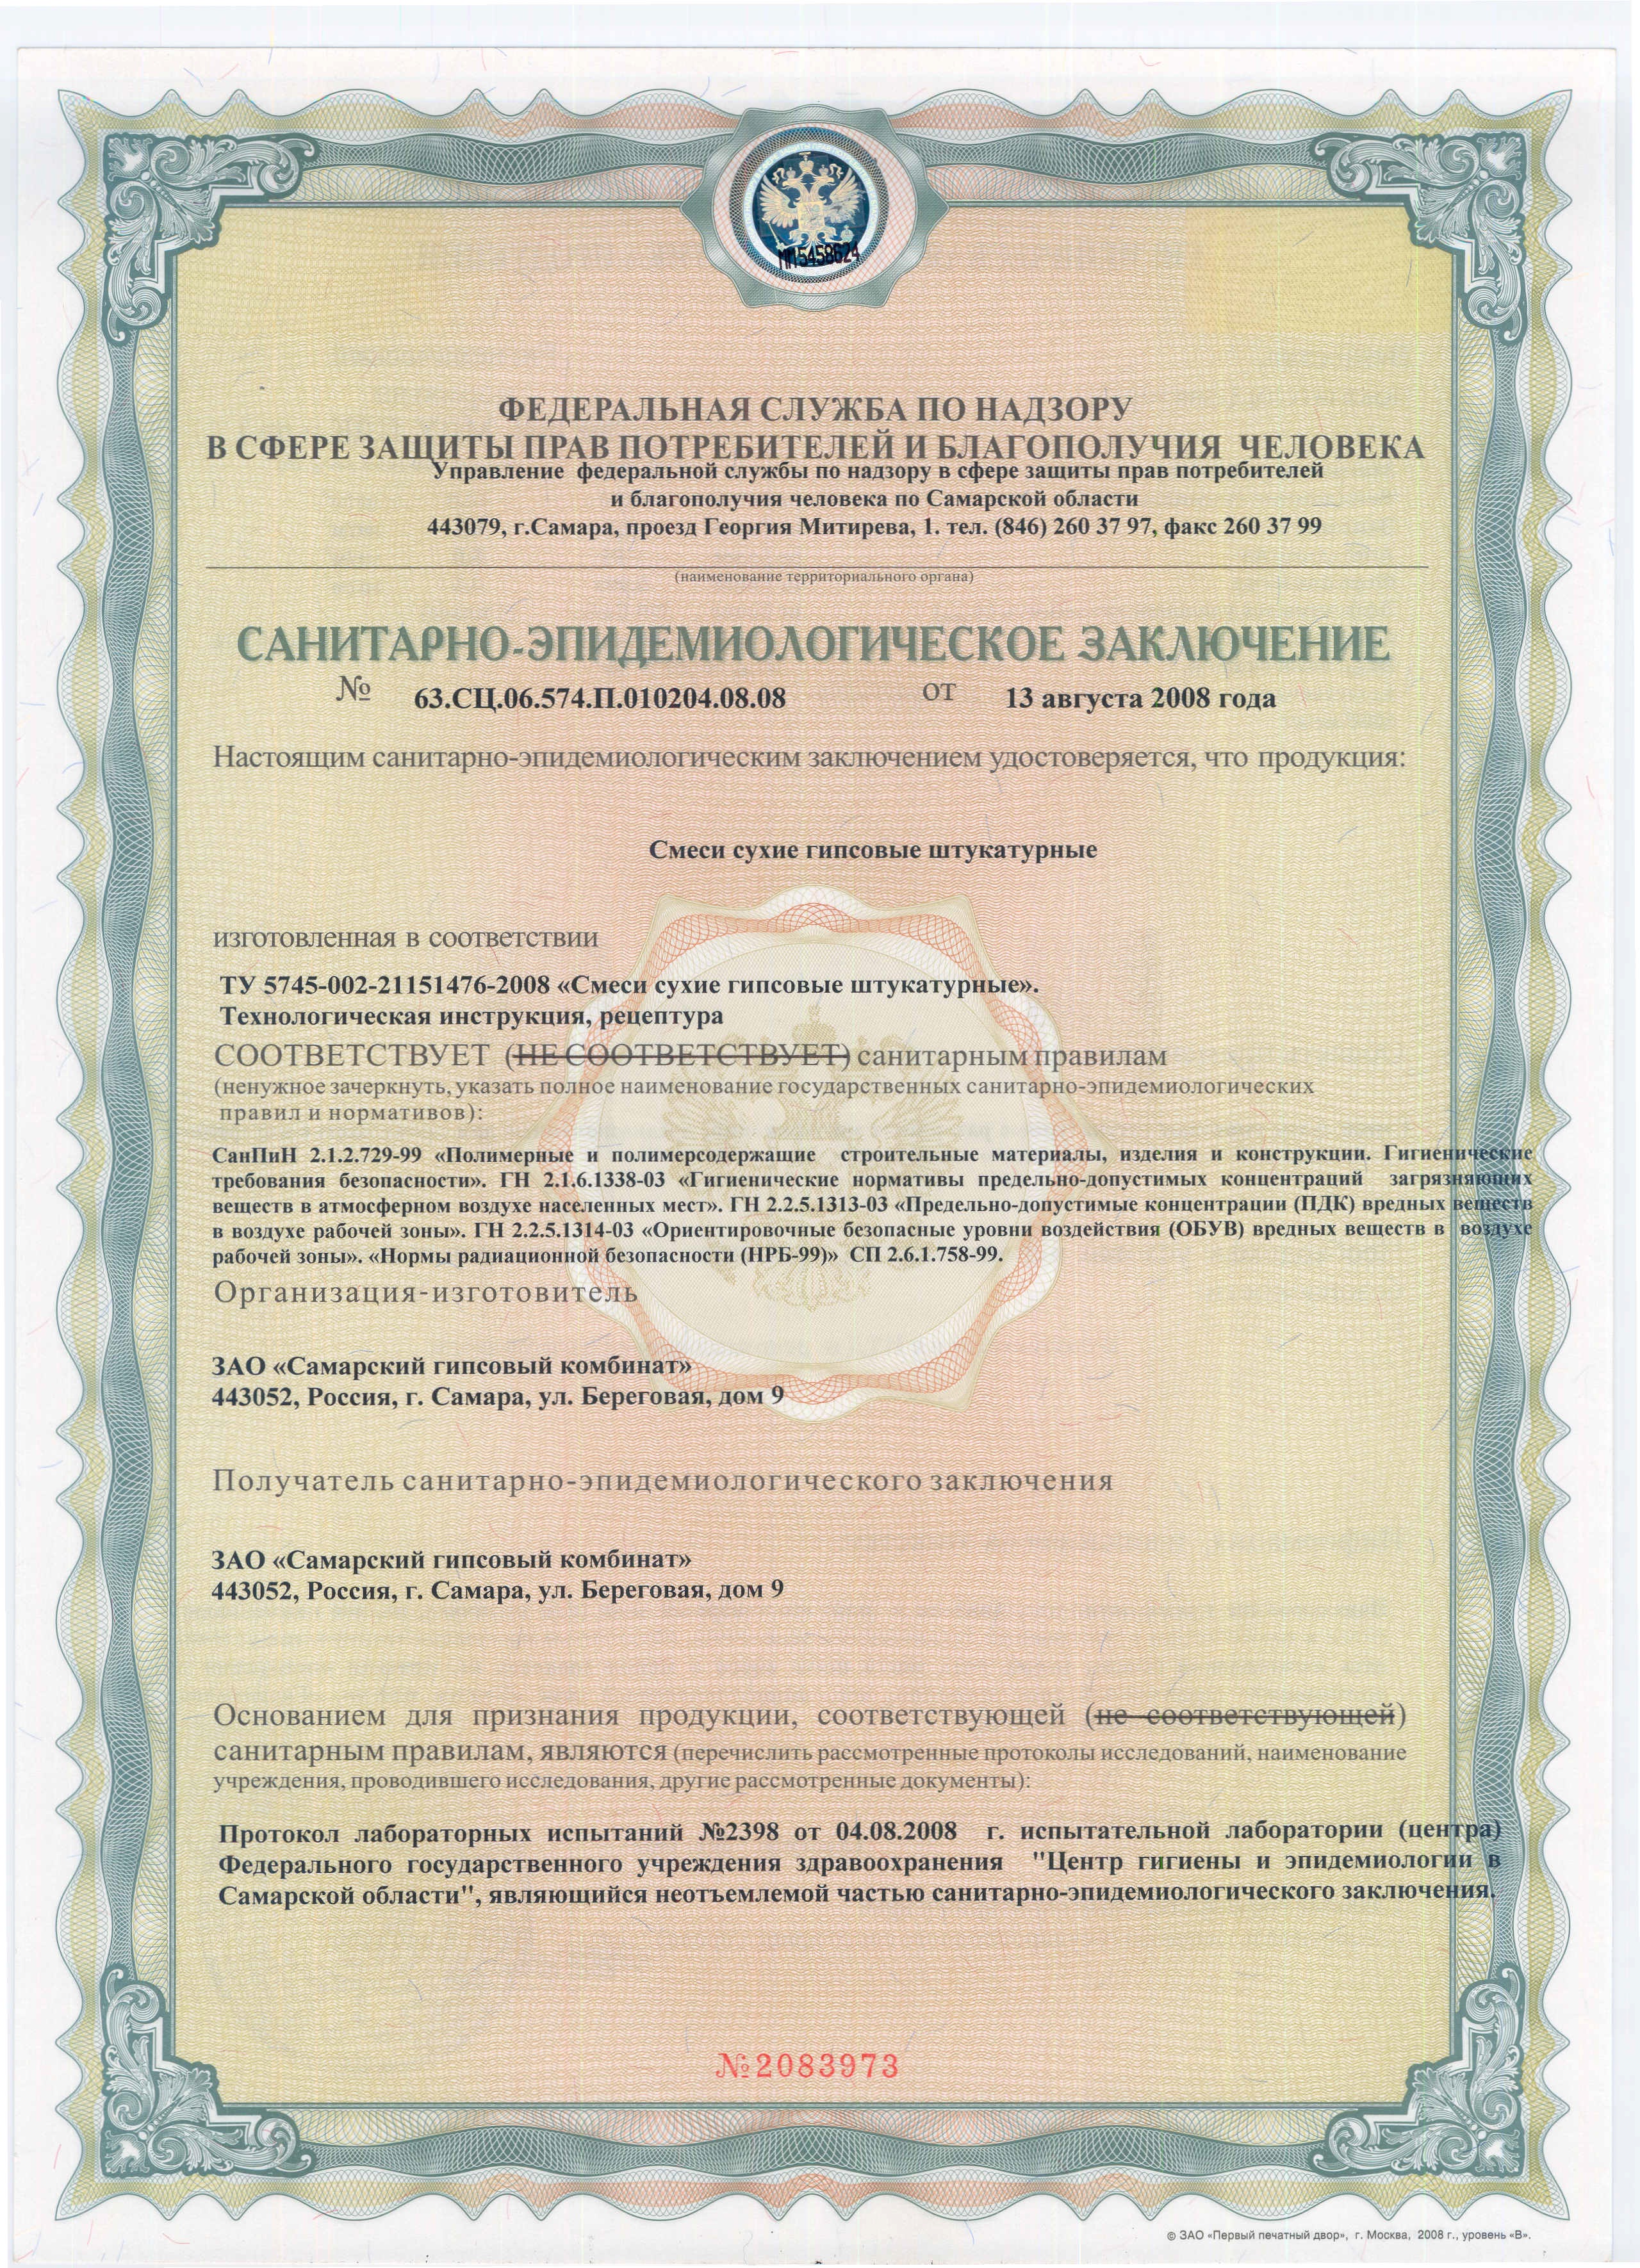 МП5458624
ФЕДЕРАЛЬНАЯ СЛУЖБА ПО НАДЗОРУ
В СФЕРЕ ЗАЩИТЫ ПРАВ ПОТРЕБИТЕЛЕЙ И БЛАГОПОЛУЧИЯ ЧЕЛОВЕКА
Управление федеральной службы по надзору в сфере защиты прав потребителей
и благополучия человека по Самарской области
443079, г.Самара, проезд Георгия Митирева, 1. тел. (846) 260 37 97, факс 260 37 99
(наименование территориального органа)
САНИТАРНО-ЭПИДЕМИОЛОГИЧЕСКОЕ ЗАКЛЮЧЕНИЕ
№ 63.СЦ.06.574.П.010204.08.08 от 13 августа 2008 года
Настоящим санитарно-эпидемиологическим заключением удостоверяется, что продукция:
Смеси сухие гипсовые штукатурные
изготовленная в соответствии
ТУ 5745-002-21151476-2008 «Смеси сухие гипсовые штукатурные».
Технологическая инструкция, рецептура
СООТВЕТСТВУЕТ (НЕ СООТВЕТСТВУЕТ) санитарным правилам
(ненужное зачеркнуть, указать полное наименование государственных санитарно-эпидемиологических
правил и нормативов):
СанПиН 2.1.2.729-99 «Полимерные и полимерсодержащие строительные материалы, изделия и конструкции. Гигиенические
требования безопасности». ГН 2.1.6.1338-03 «Гигиенические нормативы предельно-допустимых концентраций загрязняющих
веществ в атмосферном воздухе населенных мест». ГН 2.2.5.1313-03 «Предельно-допустимые концентрации (ПДК) вредных веществ
в воздухе рабочей зоны». ГН 2.2.5.1314-03 «Ориентировочные безопасные уровни воздействия (ОБУВ) вредных веществ в воздухе
рабочей зоны». «Нормы радиационной безопасности (НРБ-99)» СП 2.6.1.758-99.
Организация-изготовитель
ЗАО «Самарский гипсовый комбинат»
443052, Россия, г. Самара, ул. Береговая, дом 9
Получатель санитарно-эпидемиологического заключения
ЗАО «Самарский гипсовый комбинат»
443052, Россия, г. Самара, ул. Береговая, дом 9
Основанием для признания продукции, соответствующей (не соответствующей)
санитарным правилам, являются (перечислить рассмотренные протоколы исследований, наименование
учреждения, проводившего исследования, другие рассмотренные документы):
Протокол лабораторных испытаний №2398 от 04.08.2008 г. испытательной лаборатории (центра)
Федерального государственного учреждения здравоохранения "Центр гигиены и эпидемиологии в
Самарской области", являющийся неотъемлемой частью санитарно-эпидемиологического заключения.
№2083973
© ЗАО «Первый печатный двор», г. Москва, 2008 г., уровень «В».